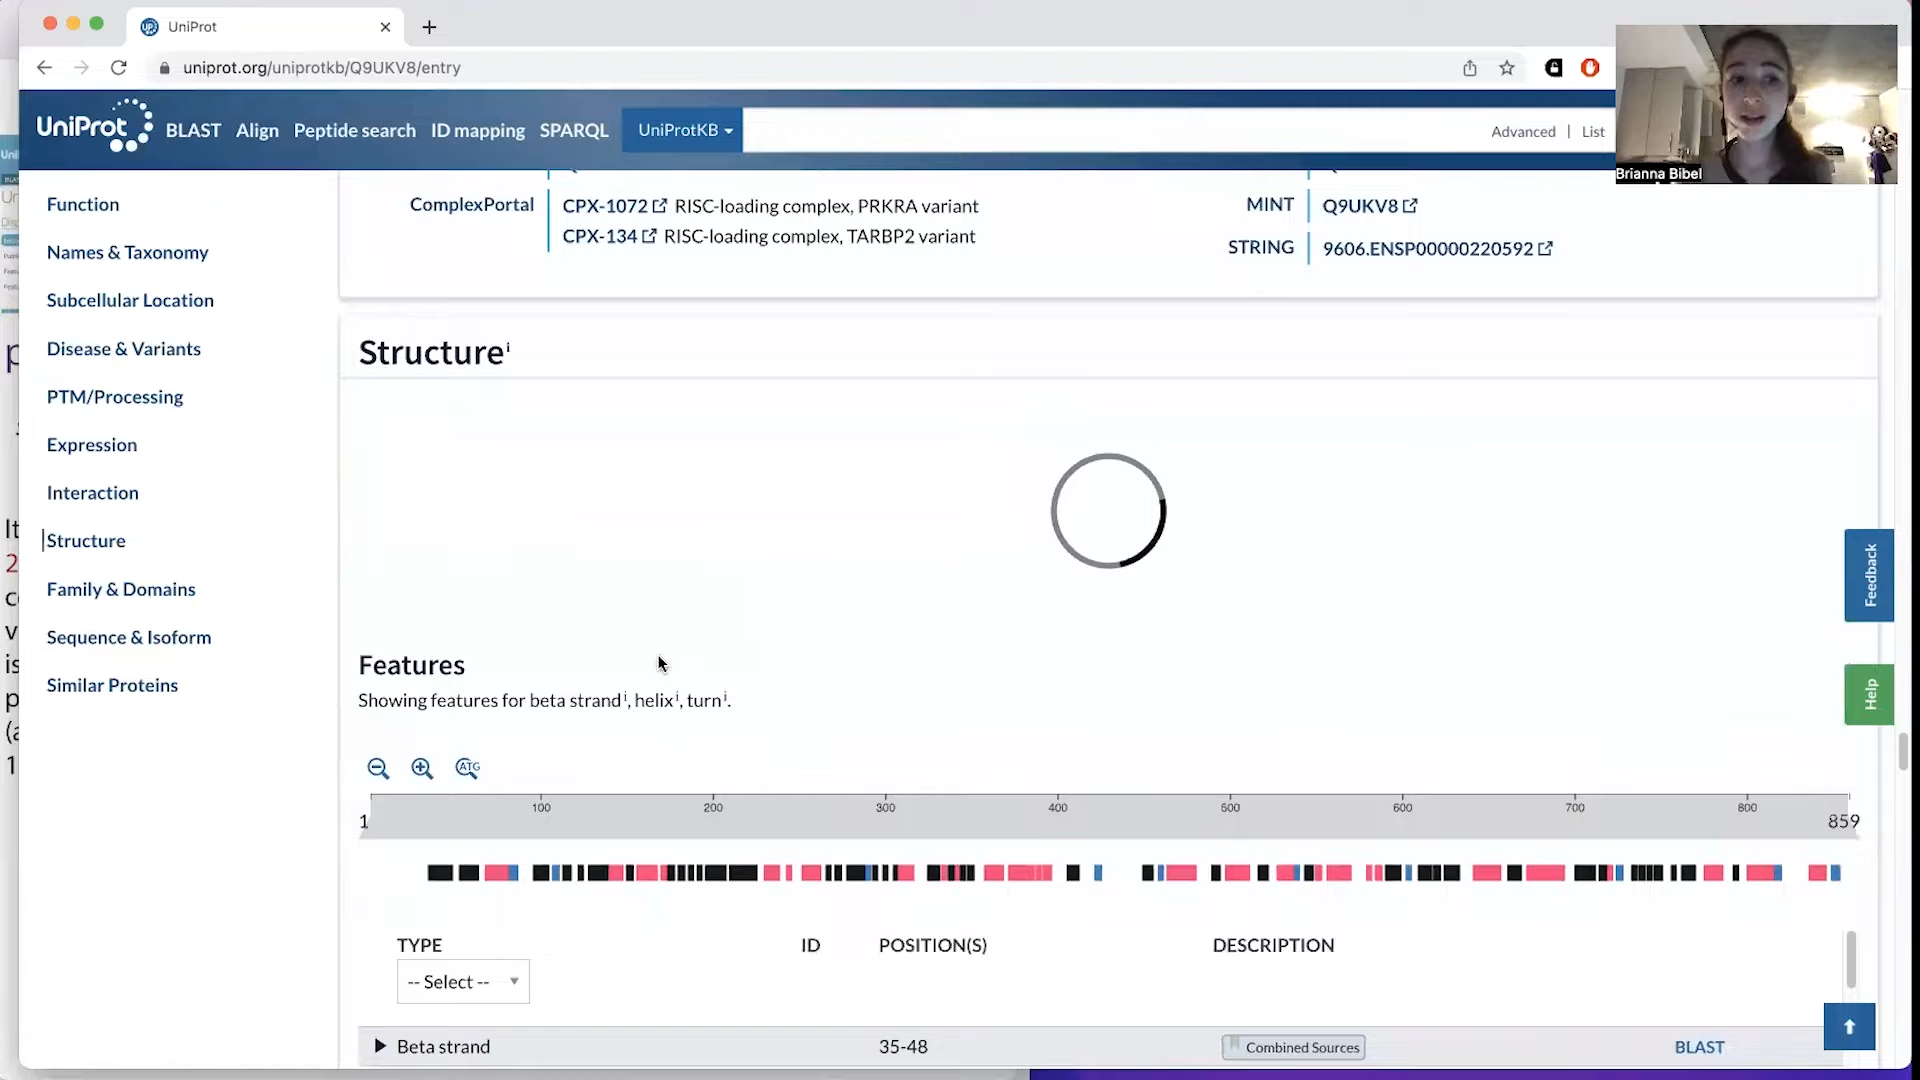 UniProt
uniprot.org/uniprotkb/Q9UKV8/entry
UniProt BLAST Align Peptide search ID mapping SPARQL UniProtKB Advanced | List
Brianna Bibel
Function
Names & Taxonomy
Subcellular Location
Disease & Variants
PTM/Processing
Expression
Interaction
Structure
Family & Domains
Sequence & Isoform
Similar Proteins
ComplexPortal CPX-1072 RISC-loading complex, PRKRA variant
CPX-134 RISC-loading complex, TARBP2 variant
MINT Q9UKV8
STRING 9606.ENSP00000220592
Structure i
Features
Showing features for beta strand i, helix i, turn i.
ATG
100 200 300 400 500 600 700 800
1 859
TYPE ID POSITION(S) DESCRIPTION
-- Select --
Beta strand 35-48 Combined Sources BLAST
Feedback
Help